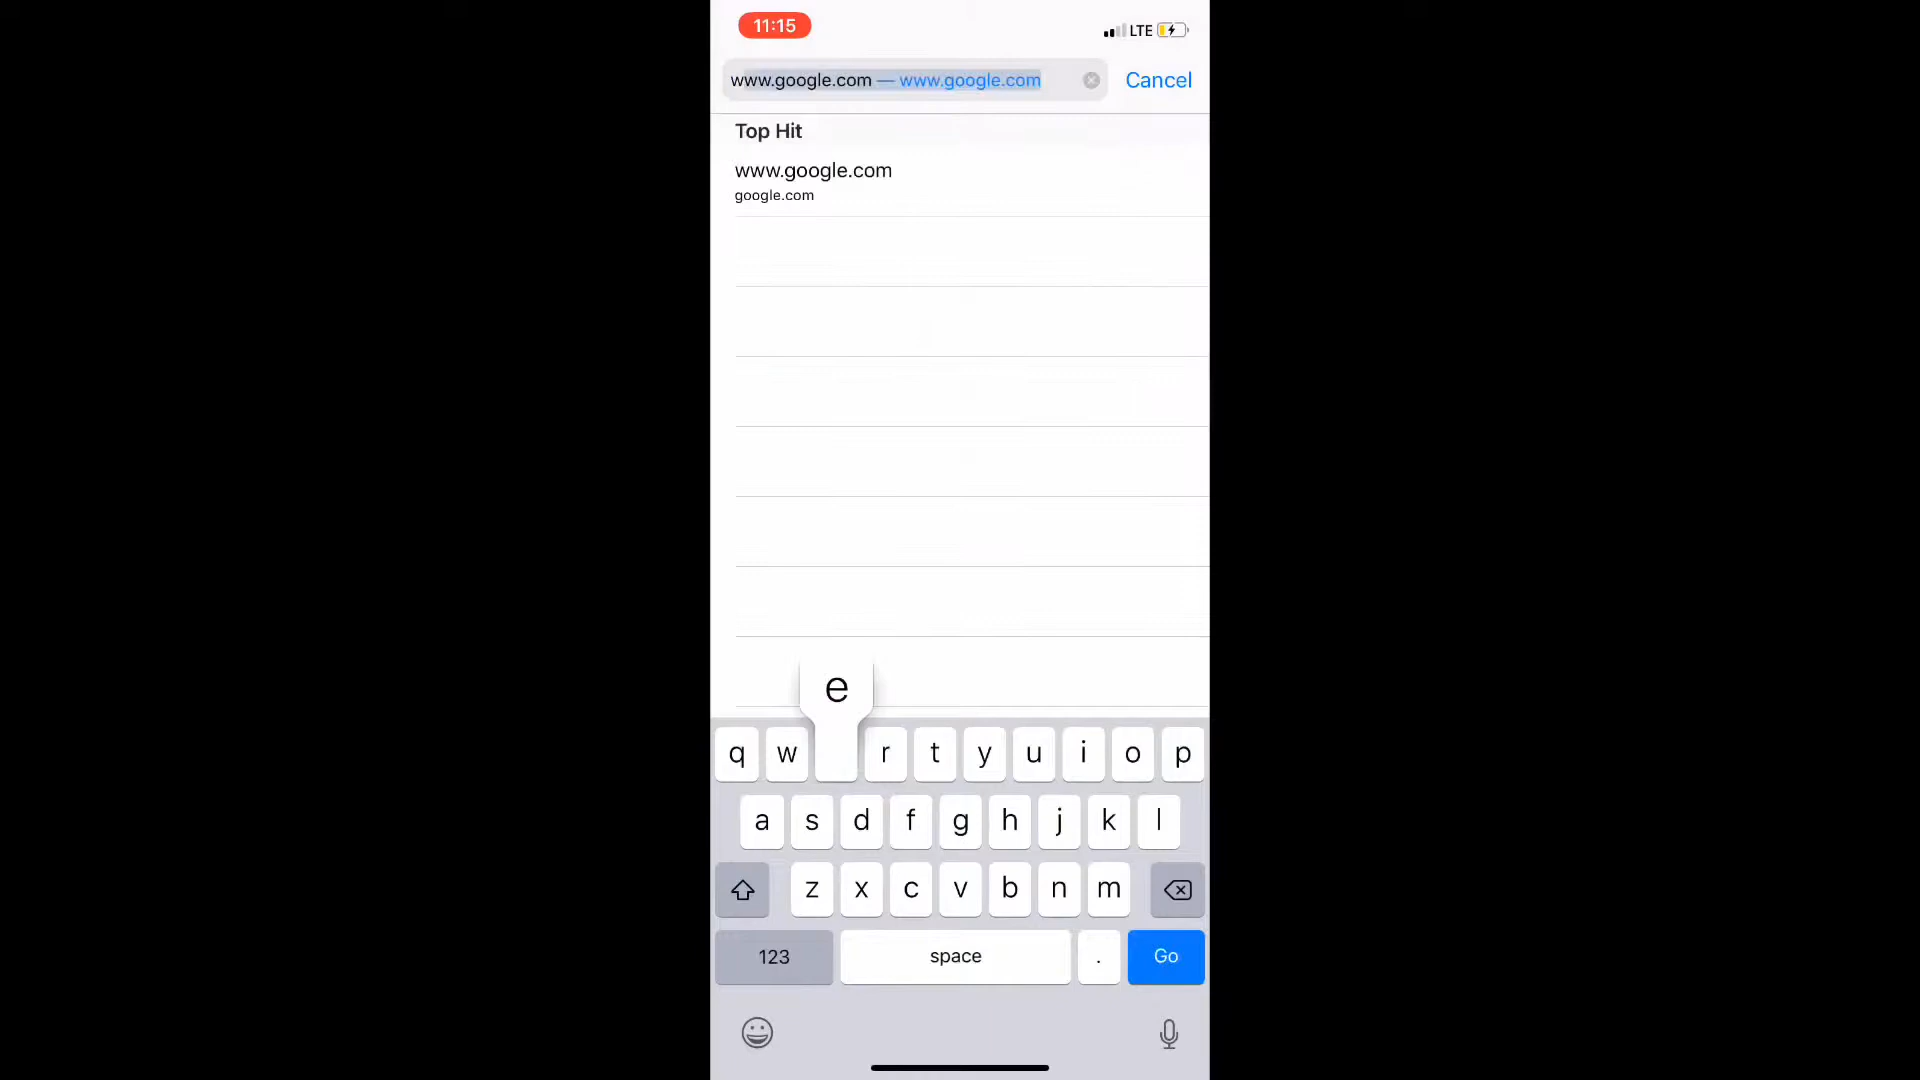 11:15
LTE
www.google.com — www.google.com
Cancel
Top Hit
www.google.com
google.com
e
q w r t y u i o p
a s d f g h j k l
z x c v b n m
123 space . Go